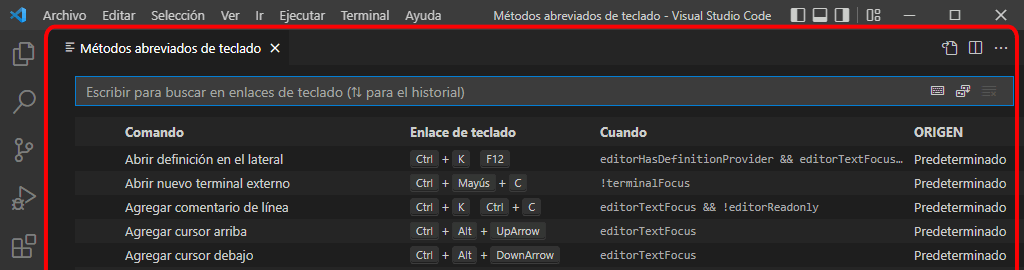 Archivo Editar Selección Ver Ir Ejecutar Terminal Ayuda Métodos abreviados de teclado - Visual Studio Code
Métodos abreviados de teclado
Escribir para buscar en enlaces de teclado (⇅ para el historial)
Comando Enlace de teclado Cuando ORIGEN
Abrir definición en el lateral Ctrl + K F12 editorHasDefinitionProvider && editorTextFocus… Predeterminado
Abrir nuevo terminal externo Ctrl + Mayús + C !terminalFocus Predeterminado
Agregar comentario de línea Ctrl + K Ctrl + C editorTextFocus && !editorReadonly Predeterminado
Agregar cursor arriba Ctrl + Alt + UpArrow editorTextFocus Predeterminado
Agregar cursor debajo Ctrl + Alt + DownArrow editorTextFocus Predeterminado